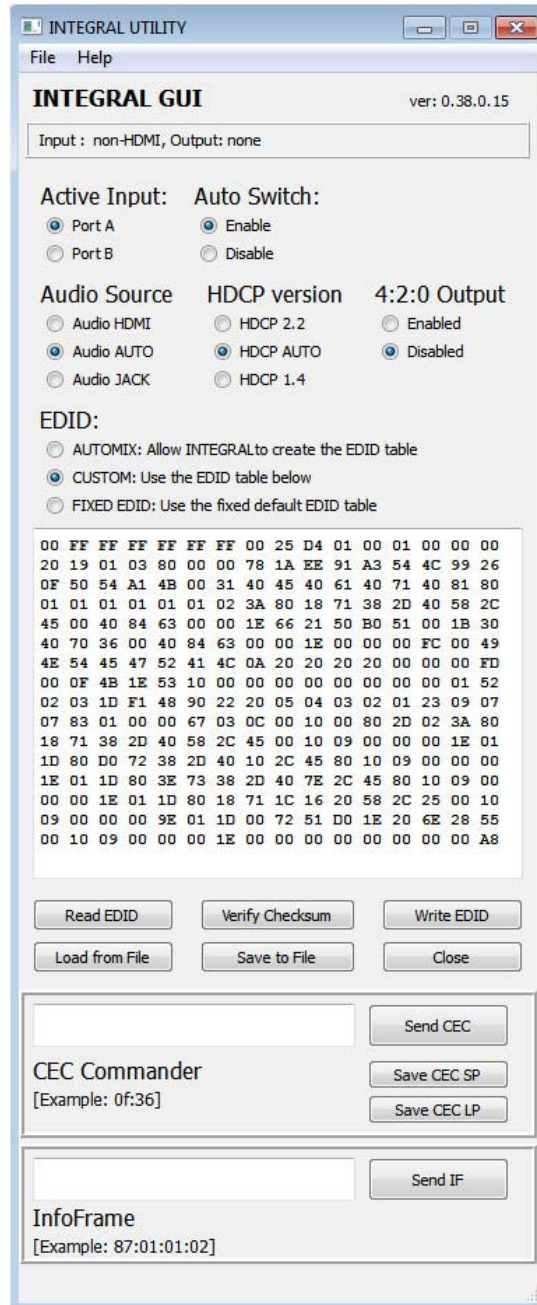 INTEGRAL UTILITY
File Help
INTEGRAL GUI ver: 0.38.0.15
Input : non-HDMI, Output: none
Active Input: Auto Switch:
Port A Enable
Port B Disable
Audio Source HDCP version 4:2:0 Output
Audio HDMI HDCP 2.2 Enabled
Audio AUTO HDCP AUTO Disabled
Audio JACK HDCP 1.4
EDID:
AUTOMIX: Allow INTEGRALto create the EDID table
CUSTOM: Use the EDID table below
FIXED EDID: Use the fixed default EDID table
00 FF FF FF FF FF FF 00 25 D4 01 00 01 00 00 00
20 19 01 03 80 00 00 78 1A EE 91 A3 54 4C 99 26
0F 50 54 A1 4B 00 31 40 45 40 61 40 71 40 81 80
01 01 01 01 01 01 02 3A 80 18 71 38 2D 40 58 2C
45 00 40 84 63 00 00 1E 66 21 50 B0 51 00 1B 30
40 70 36 00 40 84 63 00 00 1E 00 00 00 FC 00 49
4E 54 45 47 52 41 4C 0A 20 20 20 20 00 00 00 FD
00 0F 4B 1E 53 10 00 00 00 00 00 00 00 00 01 52
02 03 1D F1 48 90 22 20 05 04 03 02 01 23 09 07
07 83 01 00 00 67 03 0C 00 10 00 80 2D 02 3A 80
18 71 38 2D 40 58 2C 45 00 10 09 00 00 00 1E 01
1D 80 D0 72 38 2D 40 10 2C 45 80 10 09 00 00 00
1E 01 1D 80 3E 73 38 2D 40 7E 2C 45 80 10 09 00
00 00 1E 01 1D 80 18 71 1C 16 20 58 2C 25 00 10
09 00 00 00 9E 01 1D 00 72 51 D0 1E 20 6E 28 55
00 10 09 00 00 00 1E 00 00 00 00 00 00 00 00 A8
Read EDID Verify Checksum Write EDID
Load from File Save to File Close
Send CEC
CEC Commander Save CEC SP
[Example: 0f:36] Save CEC LP
Send IF
InfoFrame
[Example: 87:01:01:02]